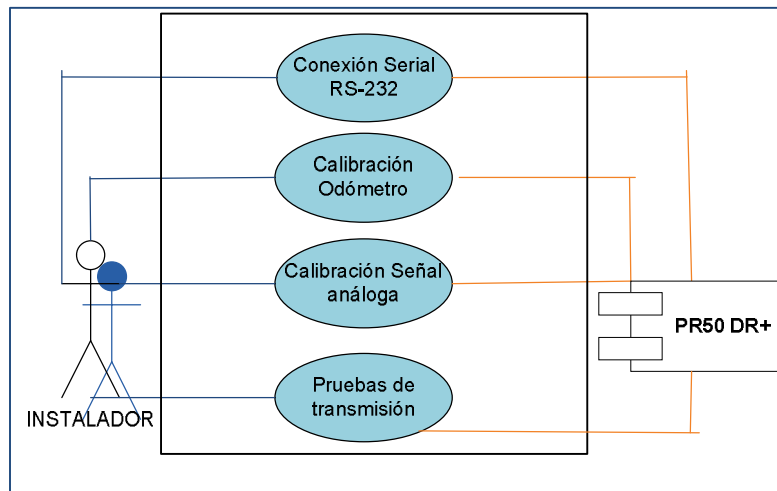 Conexión Serial
RS-232
Calibración
Odómetro
Calibración Señal
análoga
PR50 DR+
Pruebas de
transmisión
INSTALADOR